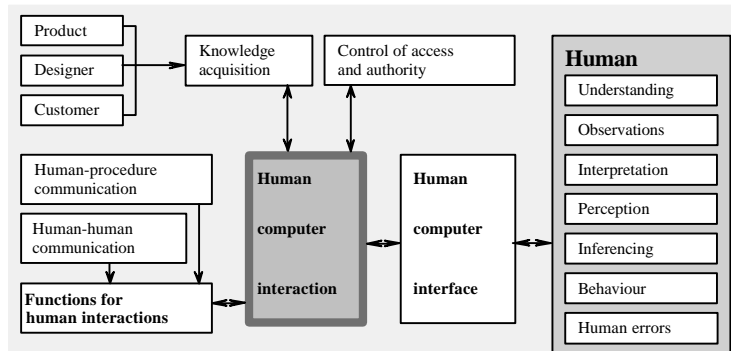 Product
Designer
Customer
Knowledge
acquisition
Control of access
and authority
Human-procedure
communication
Human-human
communication
Functions for
human interactions
Human
computer
interaction
Human
computer
interface
Human
Understanding
Observations
Interpretation
Perception
Inferencing
Behaviour
Human errors